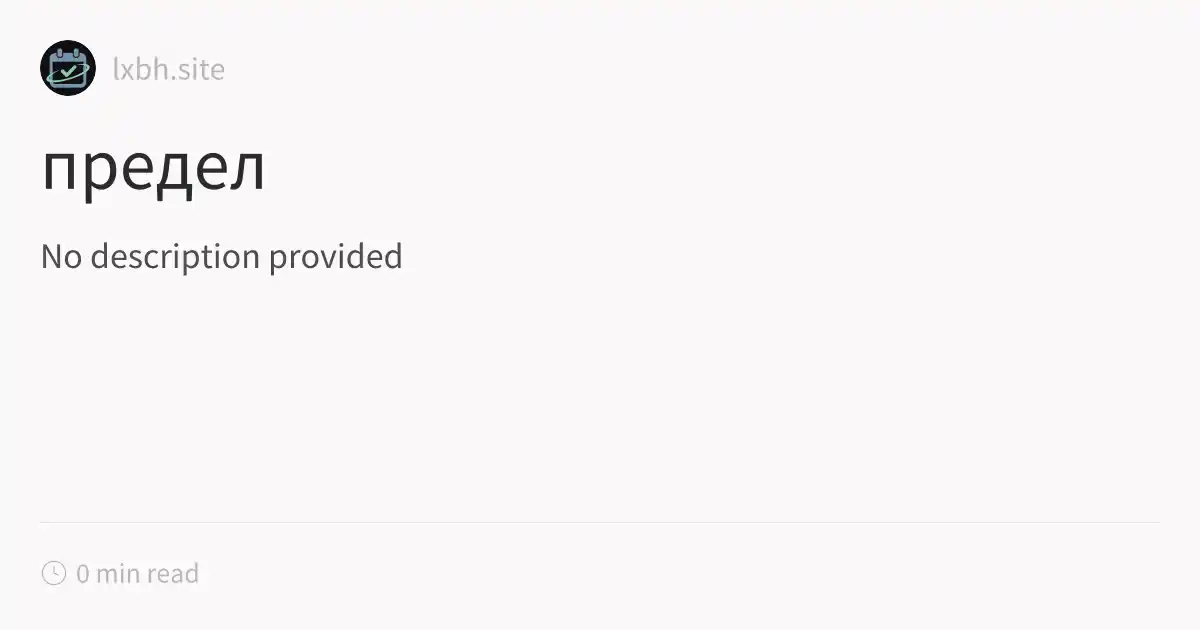 lxbh.site
предел
No description provided
0 min read